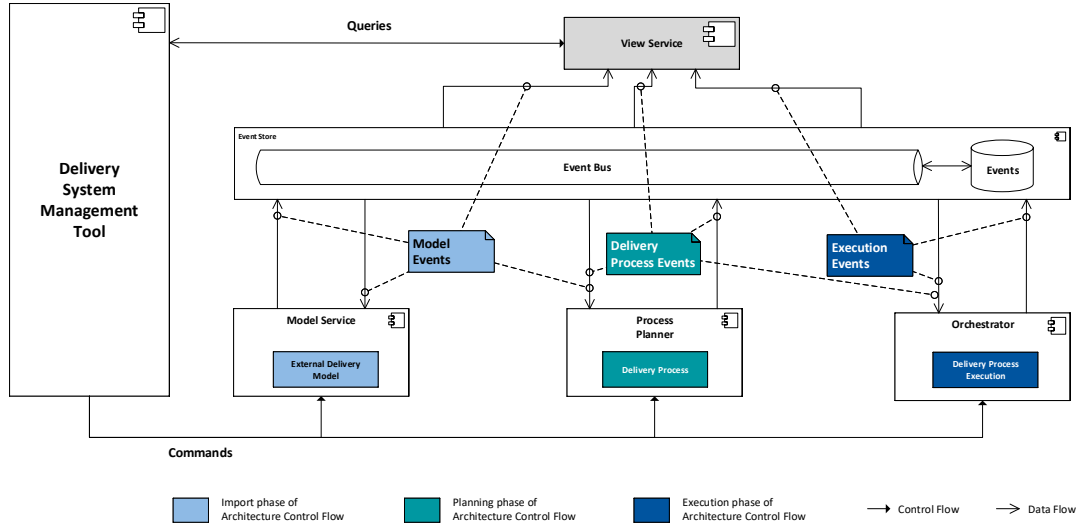 Queries
View Service
Delivery
System
Management
Tool
Event Store
Event Bus
Events
Model
Events
Delivery
Process Events
Execution
Events
Model Service
External Delivery
Model
Process
Planner
Delivery Process
Orchestrator
Delivery Process
Execution
Commands
Import phase of
Architecture Control Flow
Planning phase of
Architecture Control Flow
Execution phase of
Architecture Control Flow
Control Flow
Data Flow